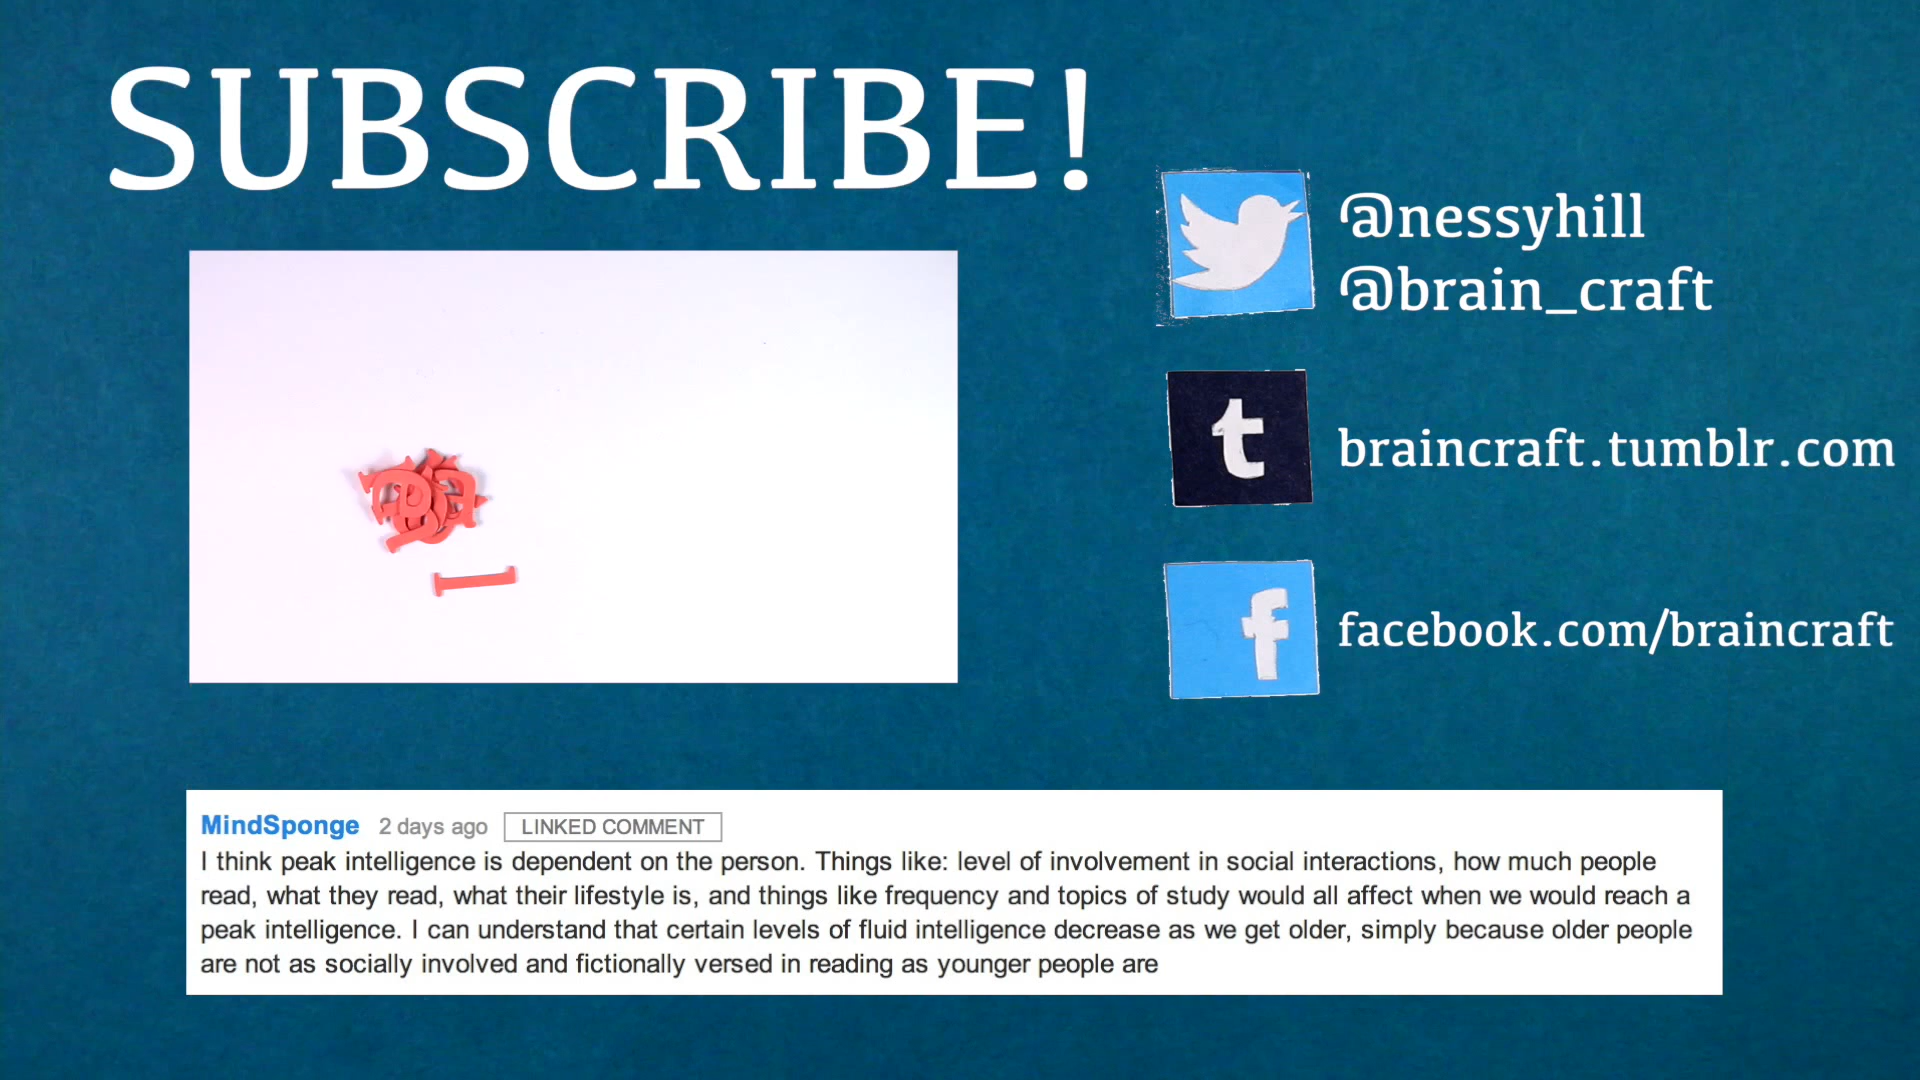 SUBSCRIBE!
@nessyhill
@brain_craft
t
braincraft.tumblr.com
f
facebook.com/braincraft
MindSponge 2 days ago LINKED COMMENT
I think peak intelligence is dependent on the person. Things like: level of involvement in social interactions, how much people
read, what they read, what their lifestyle is, and things like frequency and topics of study would all affect when we would reach a
peak intelligence. I can understand that certain levels of fluid intelligence decrease as we get older, simply because older people
are not as socially involved and fictionally versed in reading as younger people are